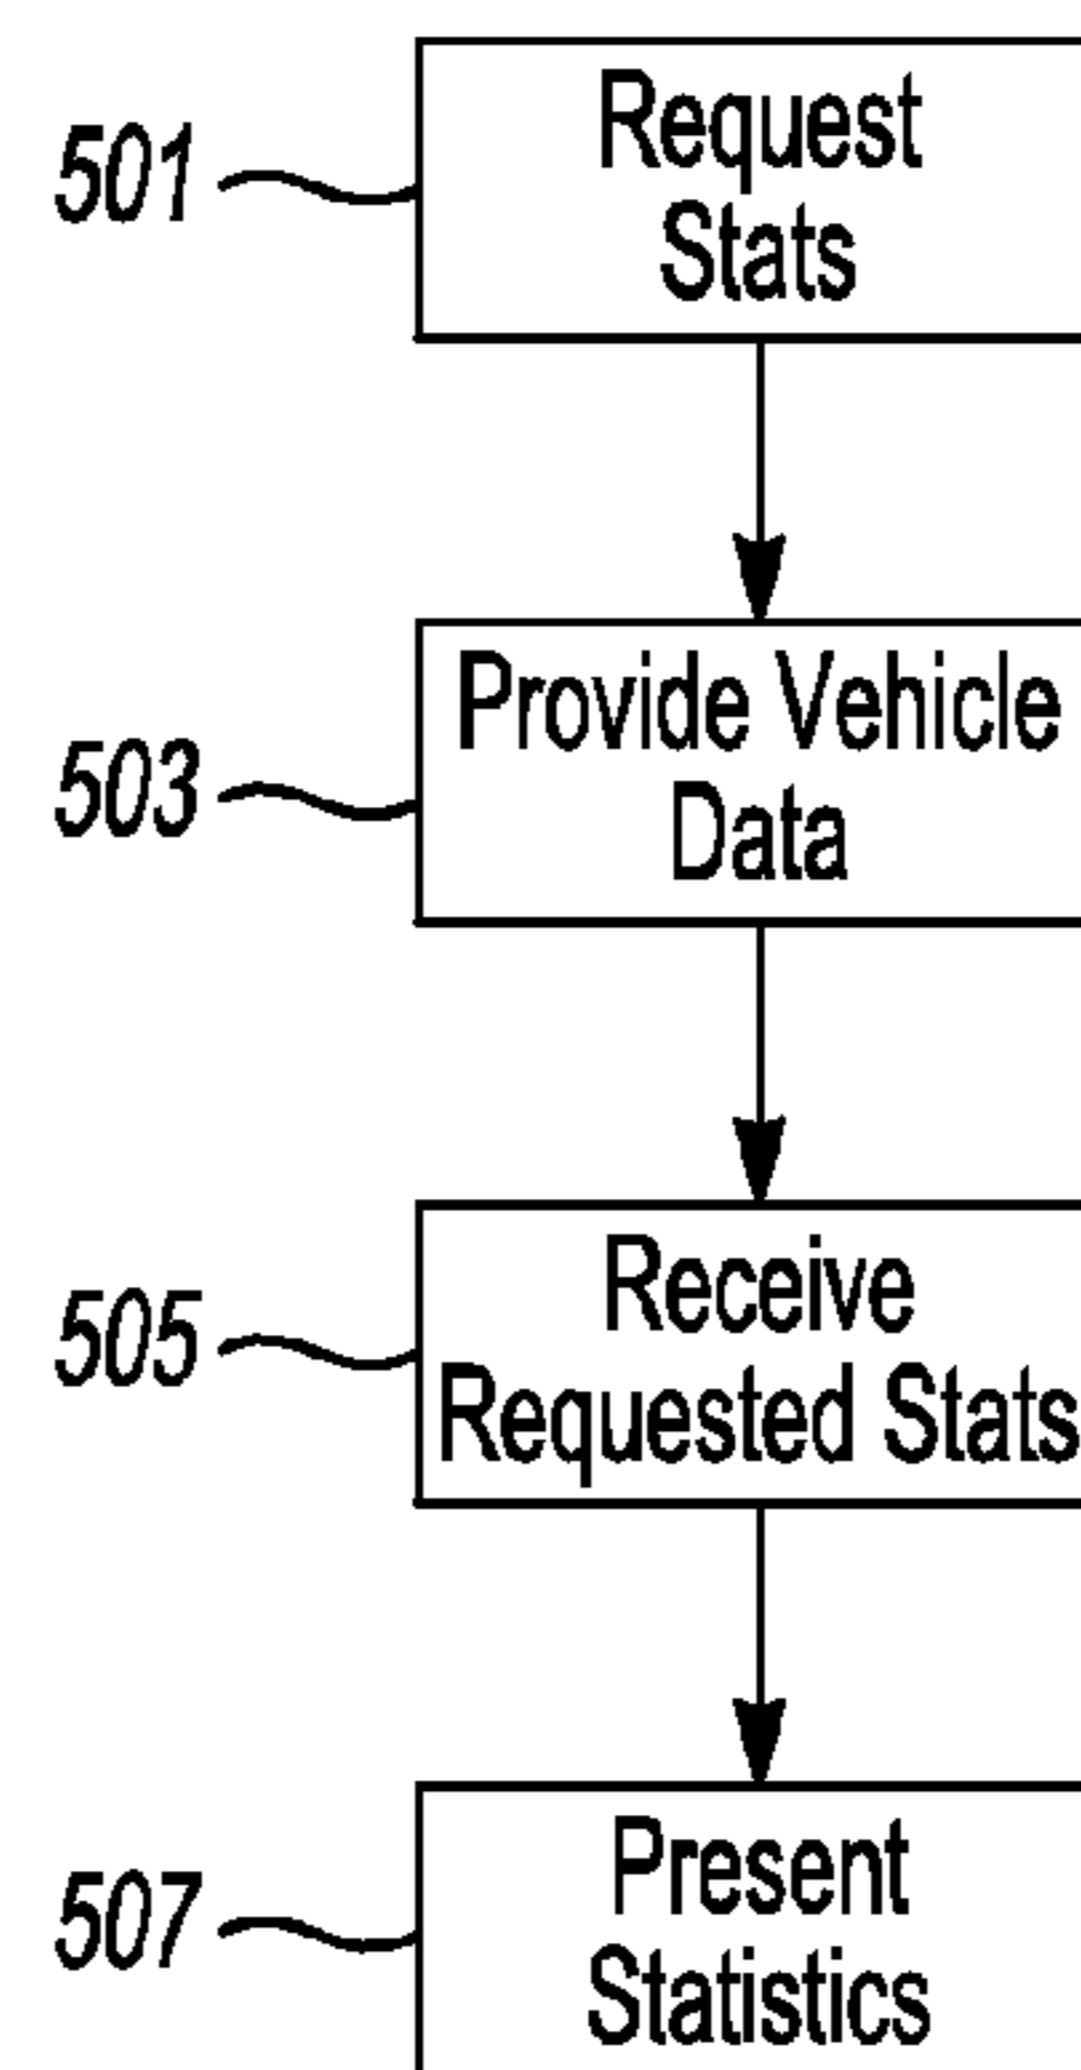 501
Request
Stats
503
Provide Vehicle
Data
505
Receive
Requested Stats
507
Present
Statistics